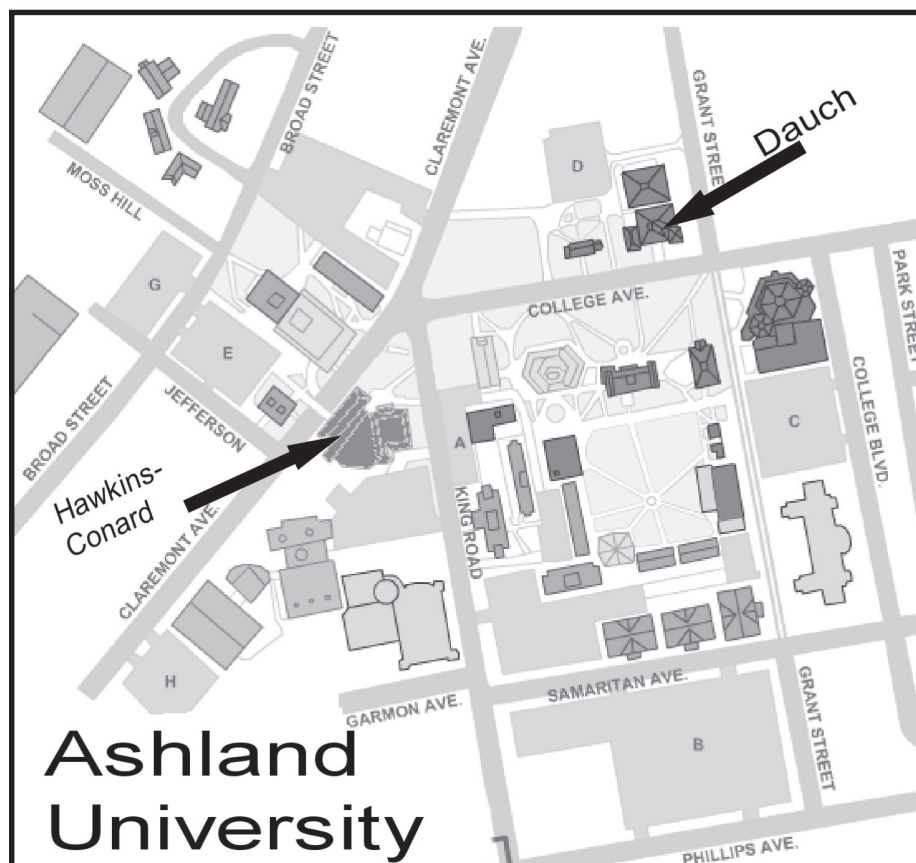 BROAD STREET
CLAREMONT AVE.
GRANT STREE
Dauch
D
MOSS HILL
G
COLLEGE AVE.
PARK STREET
E
JEFFERSON
BROAD STREET
A
C
COLLEGE BLVD.
Hawkins-
Conard
KING ROAD
CLAREMONT AVE.
H
GARMON AVE.
SAMARITAN AVE.
GRANT STREET
B
Ashland
University
PHILLIPS AVE.